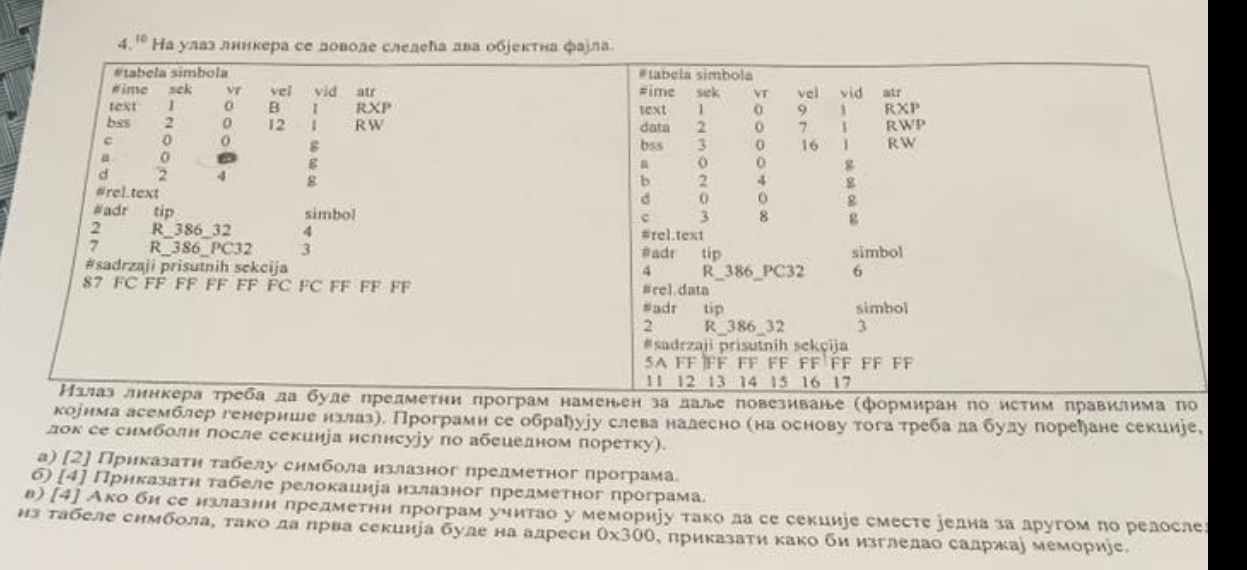 4.¹⁰ На улаз линкера се доводе следећа два објектна фајла.
#tabela simbola
#ime sek vr vel vid atr
text 1 0 B l RXP
bss 2 0 12 l RW
c 0 0 g
a 0 g
d 2 4 g
#rel.text
#adr tip simbol
2 R_386_32 4
7 R_386_PC32 3
#sadrzaji prisutnih sekcija
87 FC FF FF FF FF FC FC FF FF FF
#tabela simbola
#ime sek vr vel vid atr
text 1 0 9 l RXP
data 2 0 7 l RWP
bss 3 0 16 l RW
a 0 0 g
b 2 4 g
d 0 0 g
c 3 8 g
#rel.text
#adr tip simbol
4 R_386_PC32 6
#rel.data
#adr tip simbol
2 R_386_32 3
#sadrzaji prisutnih sekcija
5A FF FF FF FF FF FF FF FF
11 12 13 14 15 16 17
Излаз линкера треба да буде предметни програм намењен за даље повезивање (формиран по истим правилима по
којима асемблер генерише излаз). Програми се обрађују слева надесно (на основу тога треба да буду поређане секције,
док се симболи после секција исписују по абецедном поретку).
а) [2] Приказати табелу симбола излазног предметног програма.
б) [4] Приказати табеле релокација излазног предметног програма.
в) [4] Ако би се излазни предметни програм учитао у меморију тако да се секције сместе једна за другом по редосле
из табеле симбола, тако да прва секција буде на адреси 0x300, приказати како би изгледао садржај меморије.